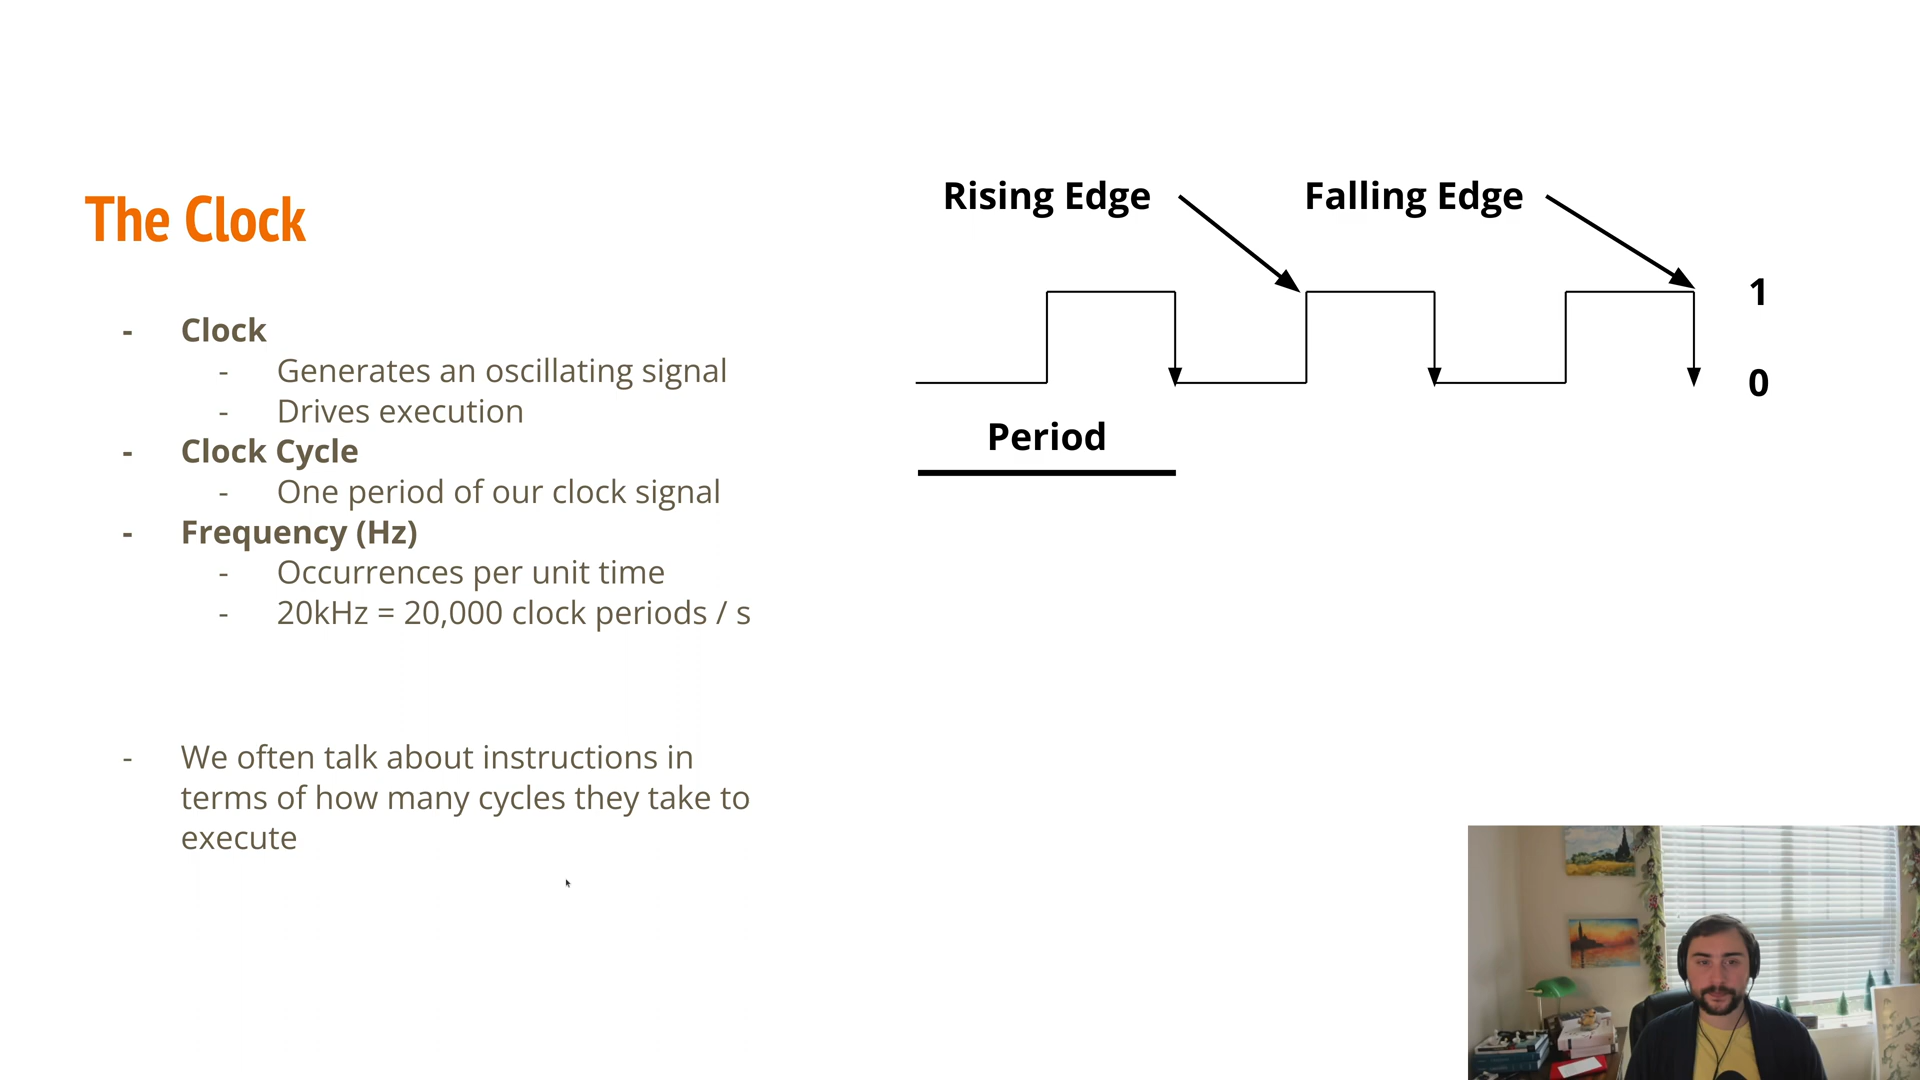 The Clock
- Clock
- Generates an oscillating signal
- Drives execution
- Clock Cycle
- One period of our clock signal
- Frequency (Hz)
- Occurrences per unit time
- 20kHz = 20,000 clock periods / s
- We often talk about instructions in
terms of how many cycles they take to
execute
Rising Edge
Falling Edge
1
0
Period